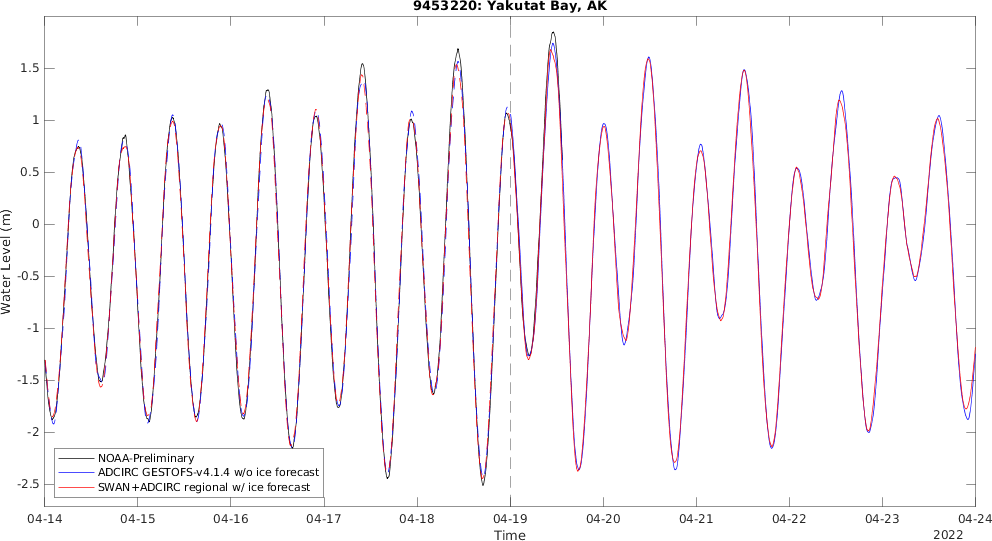 9453220: Yakutat Bay, AK
Water Level (m)
1.5
1
0.5
0
-0.5
-1
-1.5
-2
-2.5
NOAA-Preliminary
ADCIRC GESTOFS-v4.1.4 w/o ice forecast
SWAN+ADCIRC regional w/ ice forecast
04-14 04-15 04-16 04-17 04-18 04-19 04-20 04-21 04-22 04-23 04-24
Time
2022